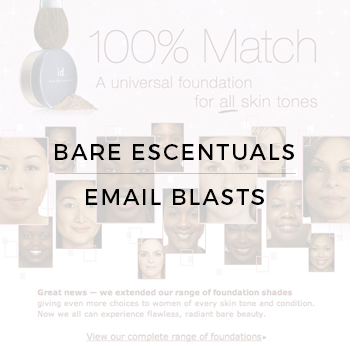 100% Match
id
A universal foundation
for all skin tones
BARE ESCENTUALS
EMAIL BLASTS
Great news — we extended our range of foundation shades
giving even more choices to women of every skin tone and condition.
Now we all can experience flawless, radiant bare beauty.
View our complete range of foundations▸